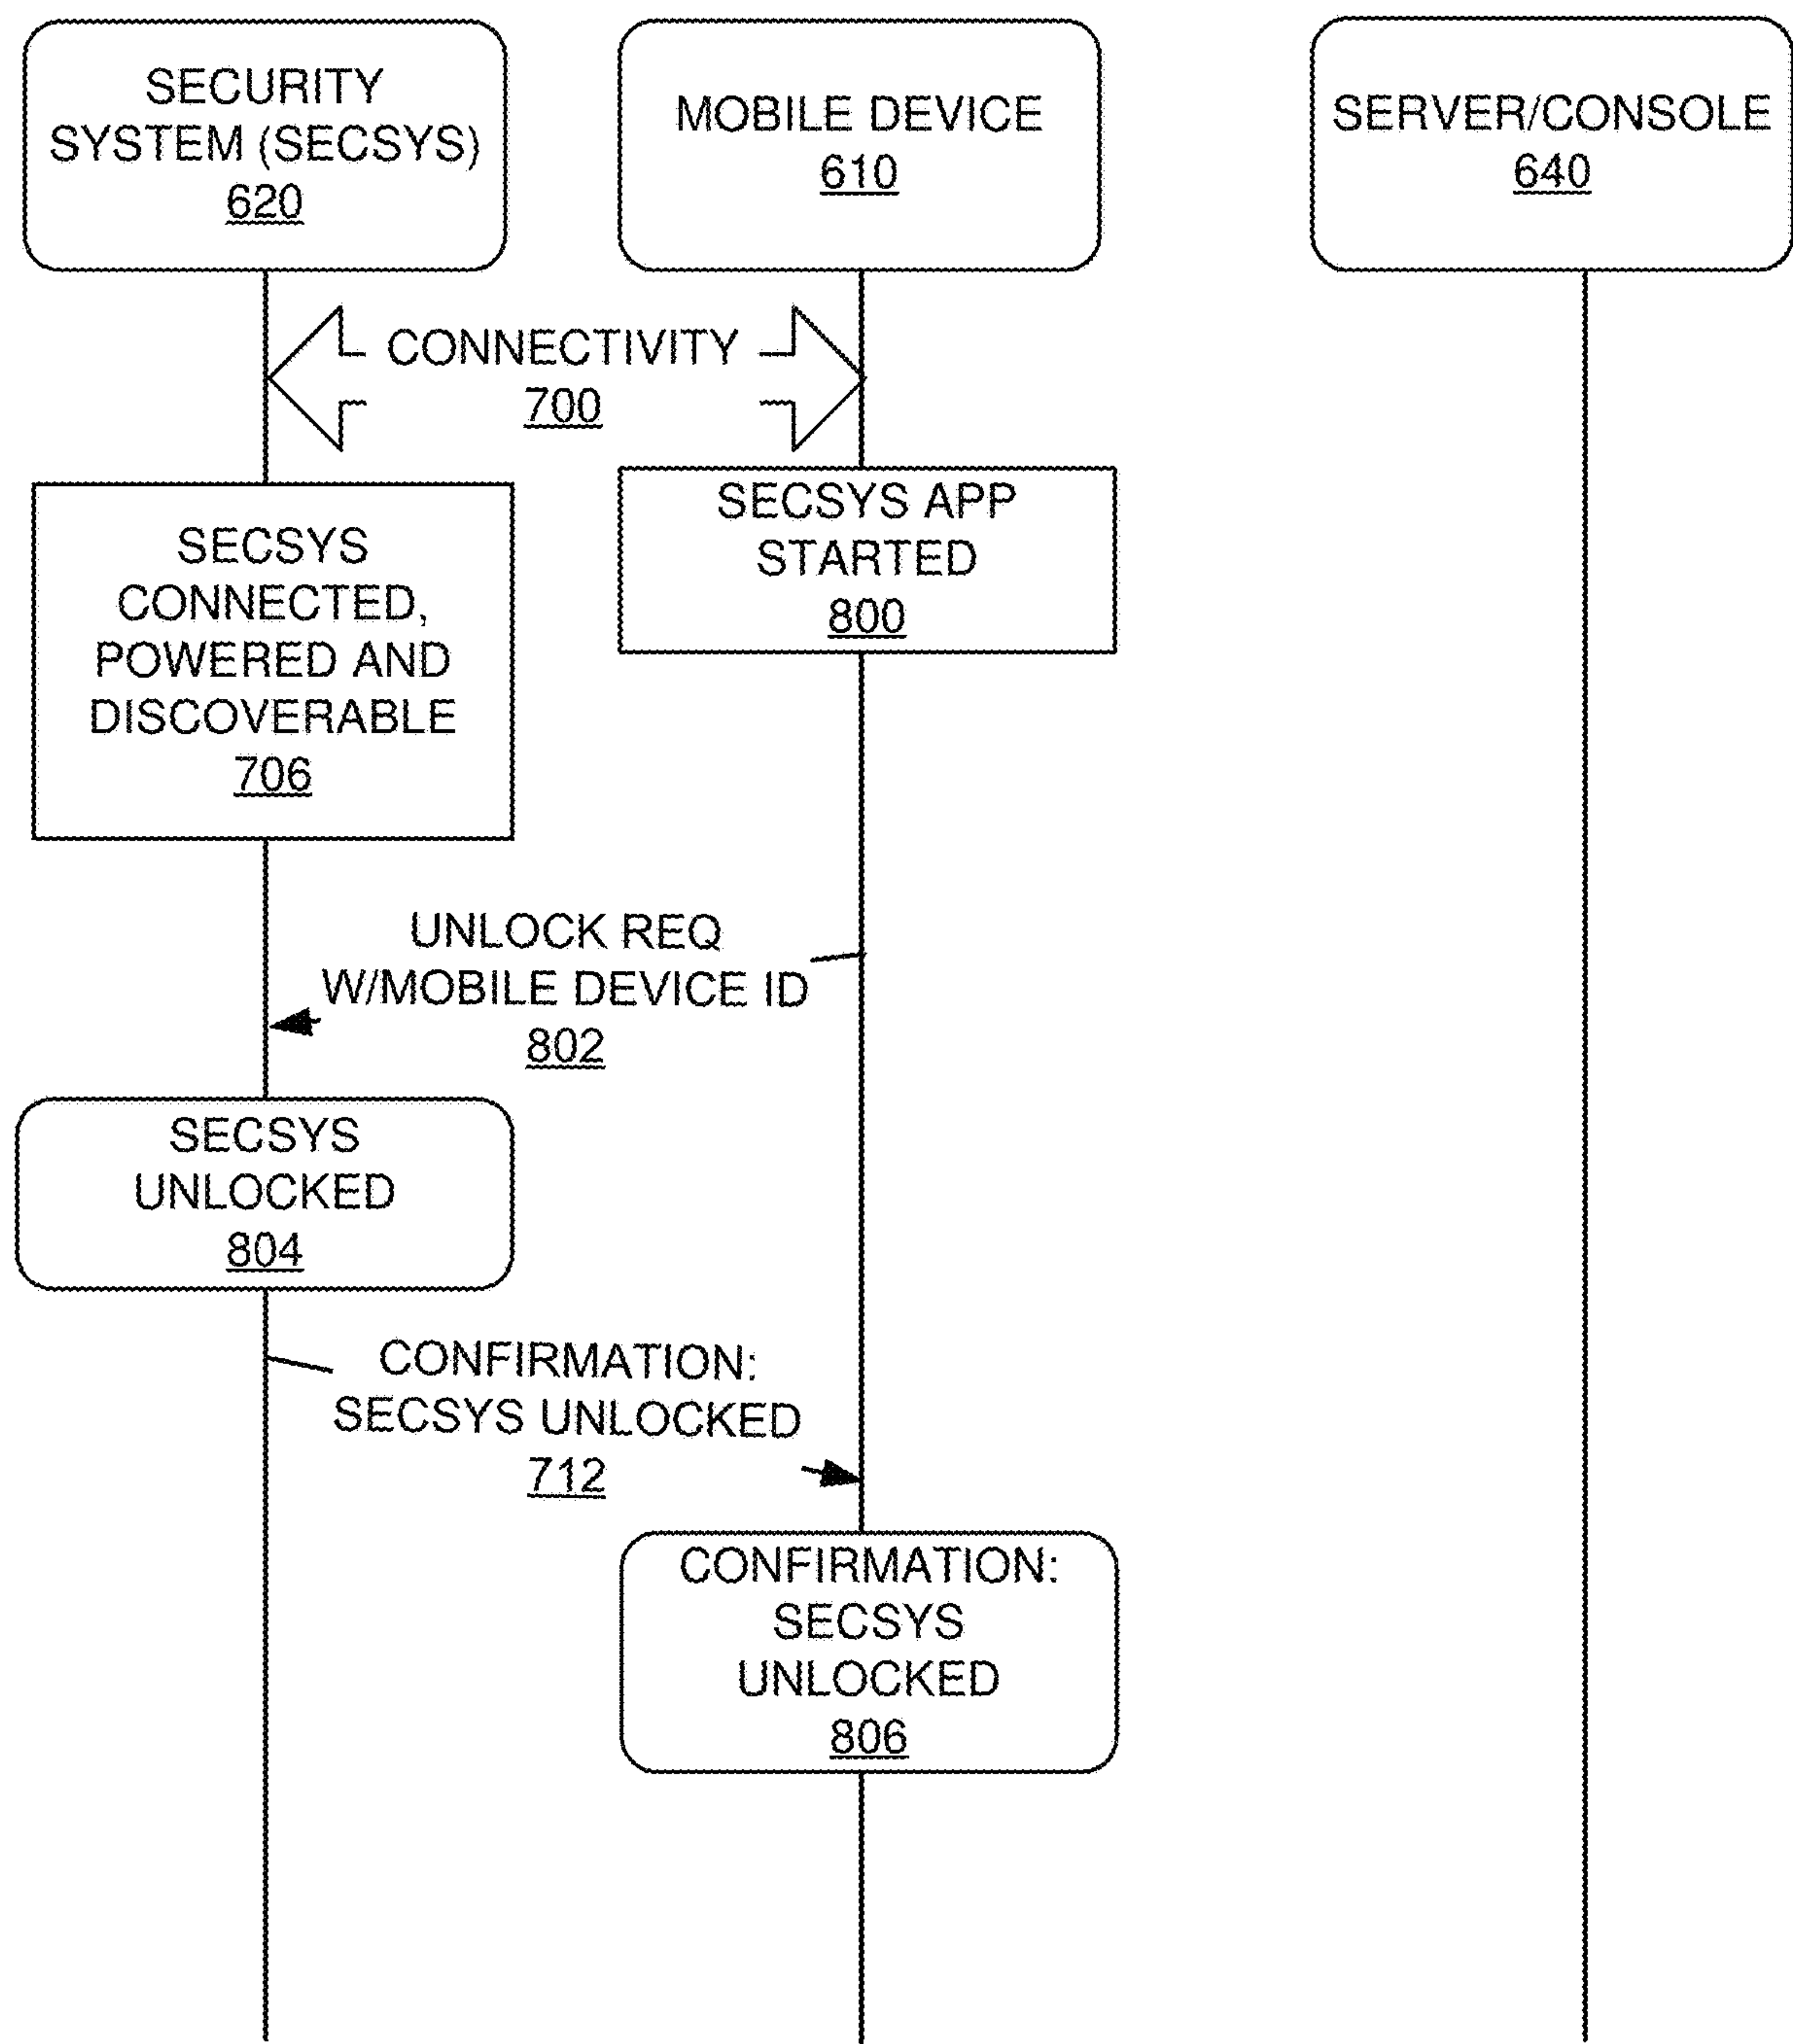 SECURITY
SYSTEM (SECSYS)
620
MOBILE DEVICE
610
SERVER/CONSOLE
640
CONNECTIVITY
700
SECSYS
CONNECTED,
POWERED AND
DISCOVERABLE
706
SECSYS APP
STARTED
800
UNLOCK REQ
W/MOBILE DEVICE ID
802
SECSYS
UNLOCKED
804
CONFIRMATION:
SECSYS UNLOCKED
712
CONFIRMATION:
SECSYS
UNLOCKED
806